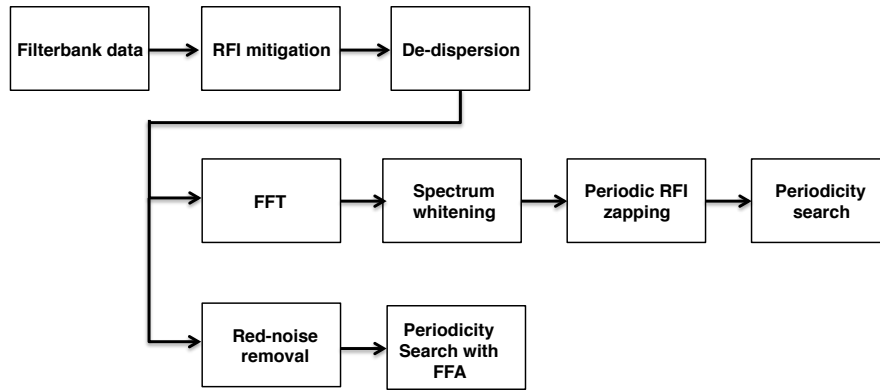 Filterbank data
RFI mitigation
De-dispersion
FFT
Spectrum
whitening
Periodic RFI
zapping
Periodicity
search
Red-noise
removal
Periodicity
Search with
FFA